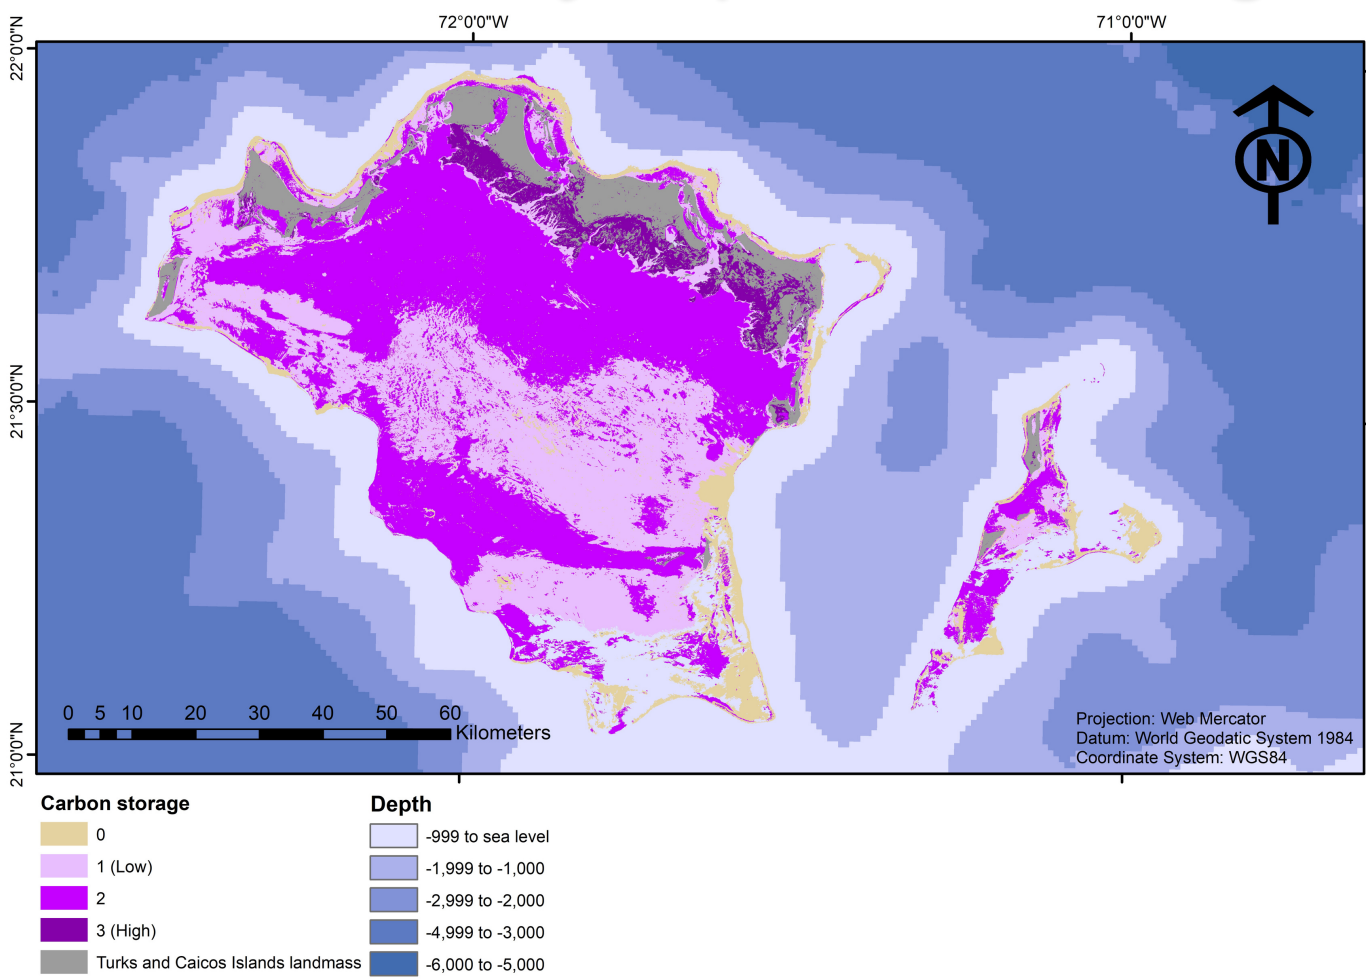 72°0'0"W
71°0'0"W
22°0'0"N
21°30'0"N
21°0'0"N
N
0 5 10 20 30 40 50 60
Kilometers
Projection: Web Mercator
Datum: World Geodatic System 1984
Coordinate System: WGS84
Carbon storage
0
1 (Low)
2
3 (High)
Turks and Caicos Islands landmass
Depth
-999 to sea level
-1,999 to -1,000
-2,999 to -2,000
-4,999 to -3,000
-6,000 to -5,000